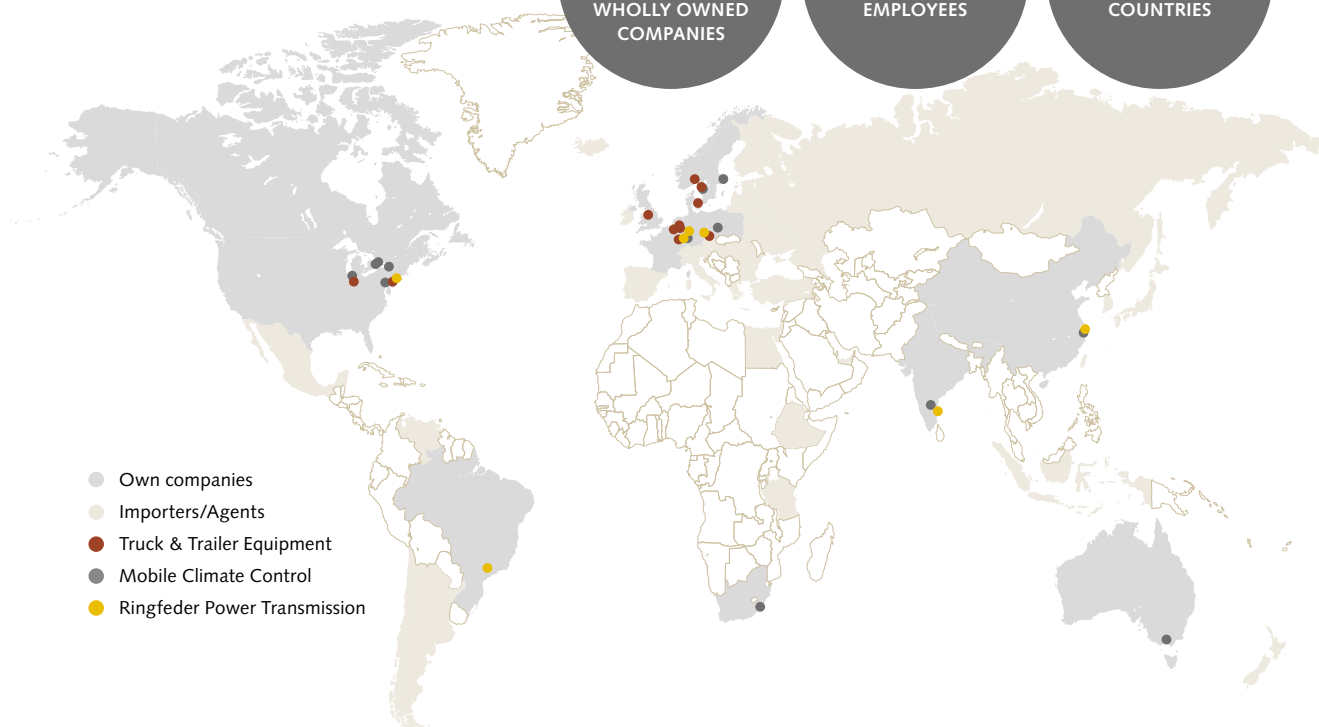 WHOLLY OWNED
COMPANIES
EMPLOYEES
COUNTRIES
Own companies
Importers/Agents
Truck & Trailer Equipment
Mobile Climate Control
Ringfeder Power Transmission